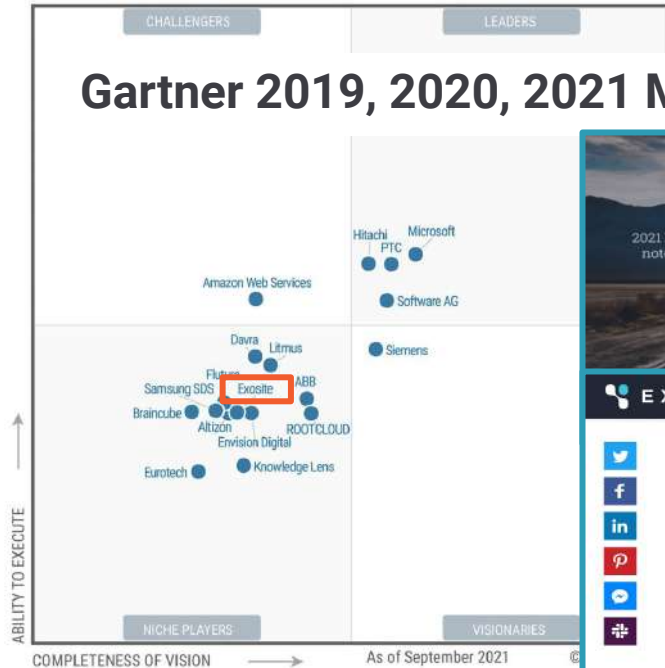 CHALLENGERS
LEADERS
Gartner 2019, 2020, 2021
2021
Hitachi
Microsoft
PTC
Amazon Web Services
Software AG
Davra
Litmus
Siemens
Samsung SDS
Exosite
ABB
Braincube
Altizon
ROOTCLOUD
Envision Digital
Eurotech
Knowledge Lens
ABILITY TO EXECUTE
NICHE PLAYERS
VISIONARIES
COMPLETENESS OF VISION
As of September 2021
©
f
in